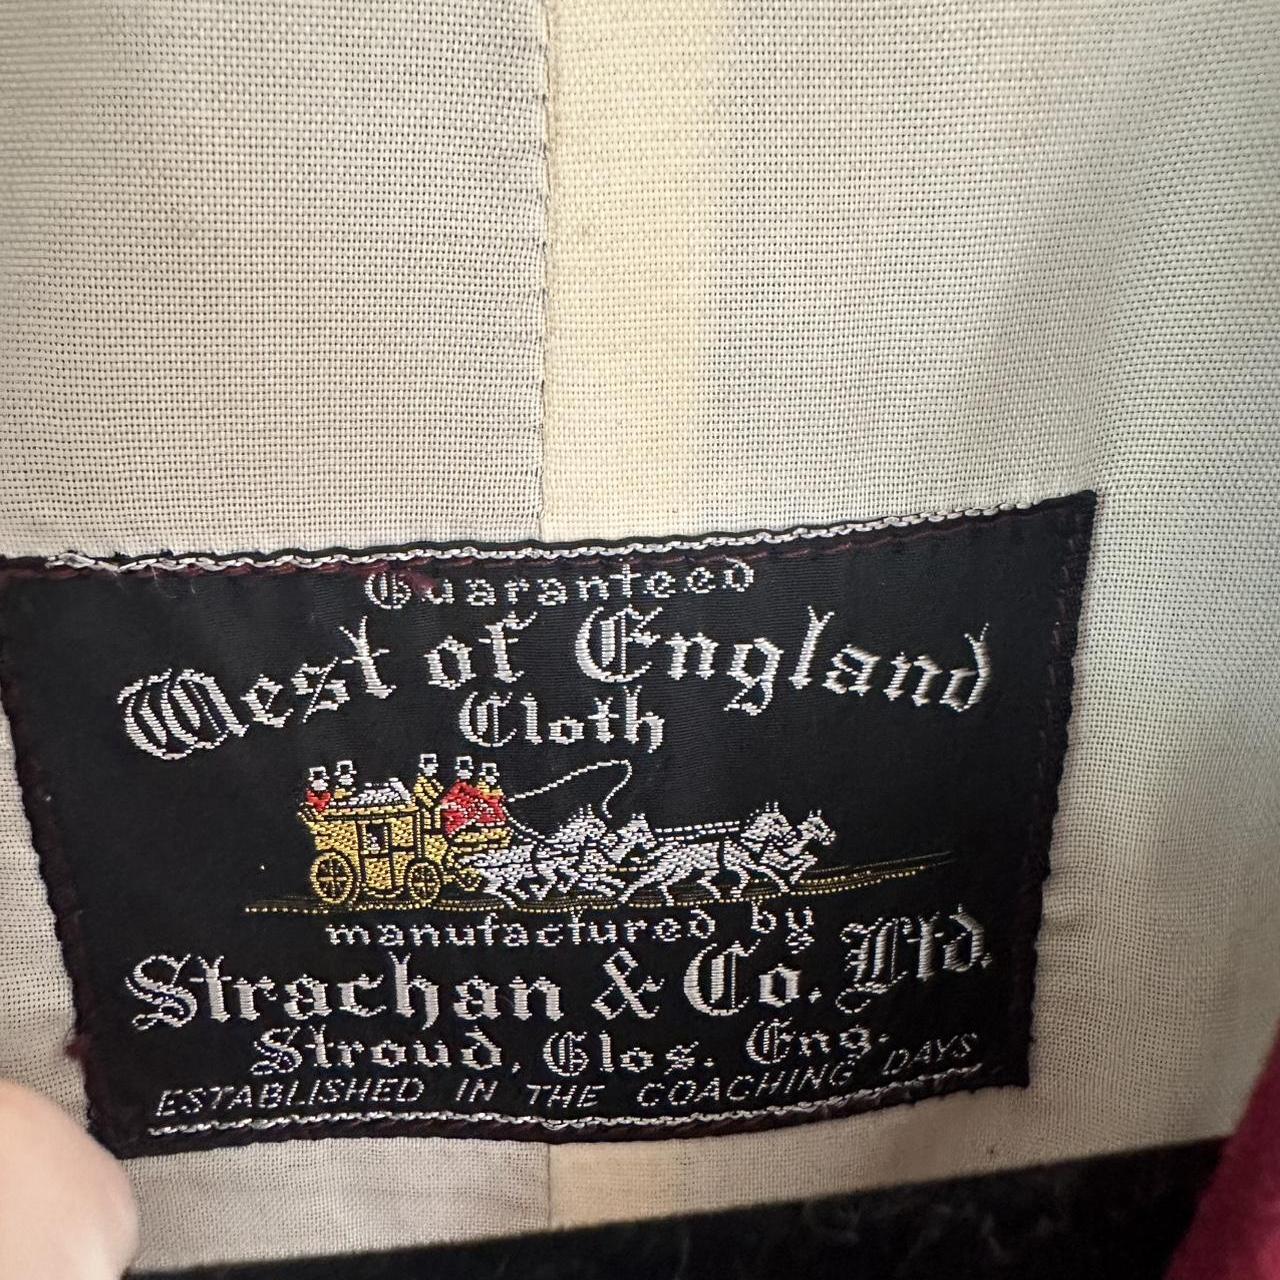 Guaranteed
West of England
Cloth
manufactured by
Strachan & Co. Ltd.
Stroud, Glos. Eng.
ESTABLISHED IN THE COACHING DAYS